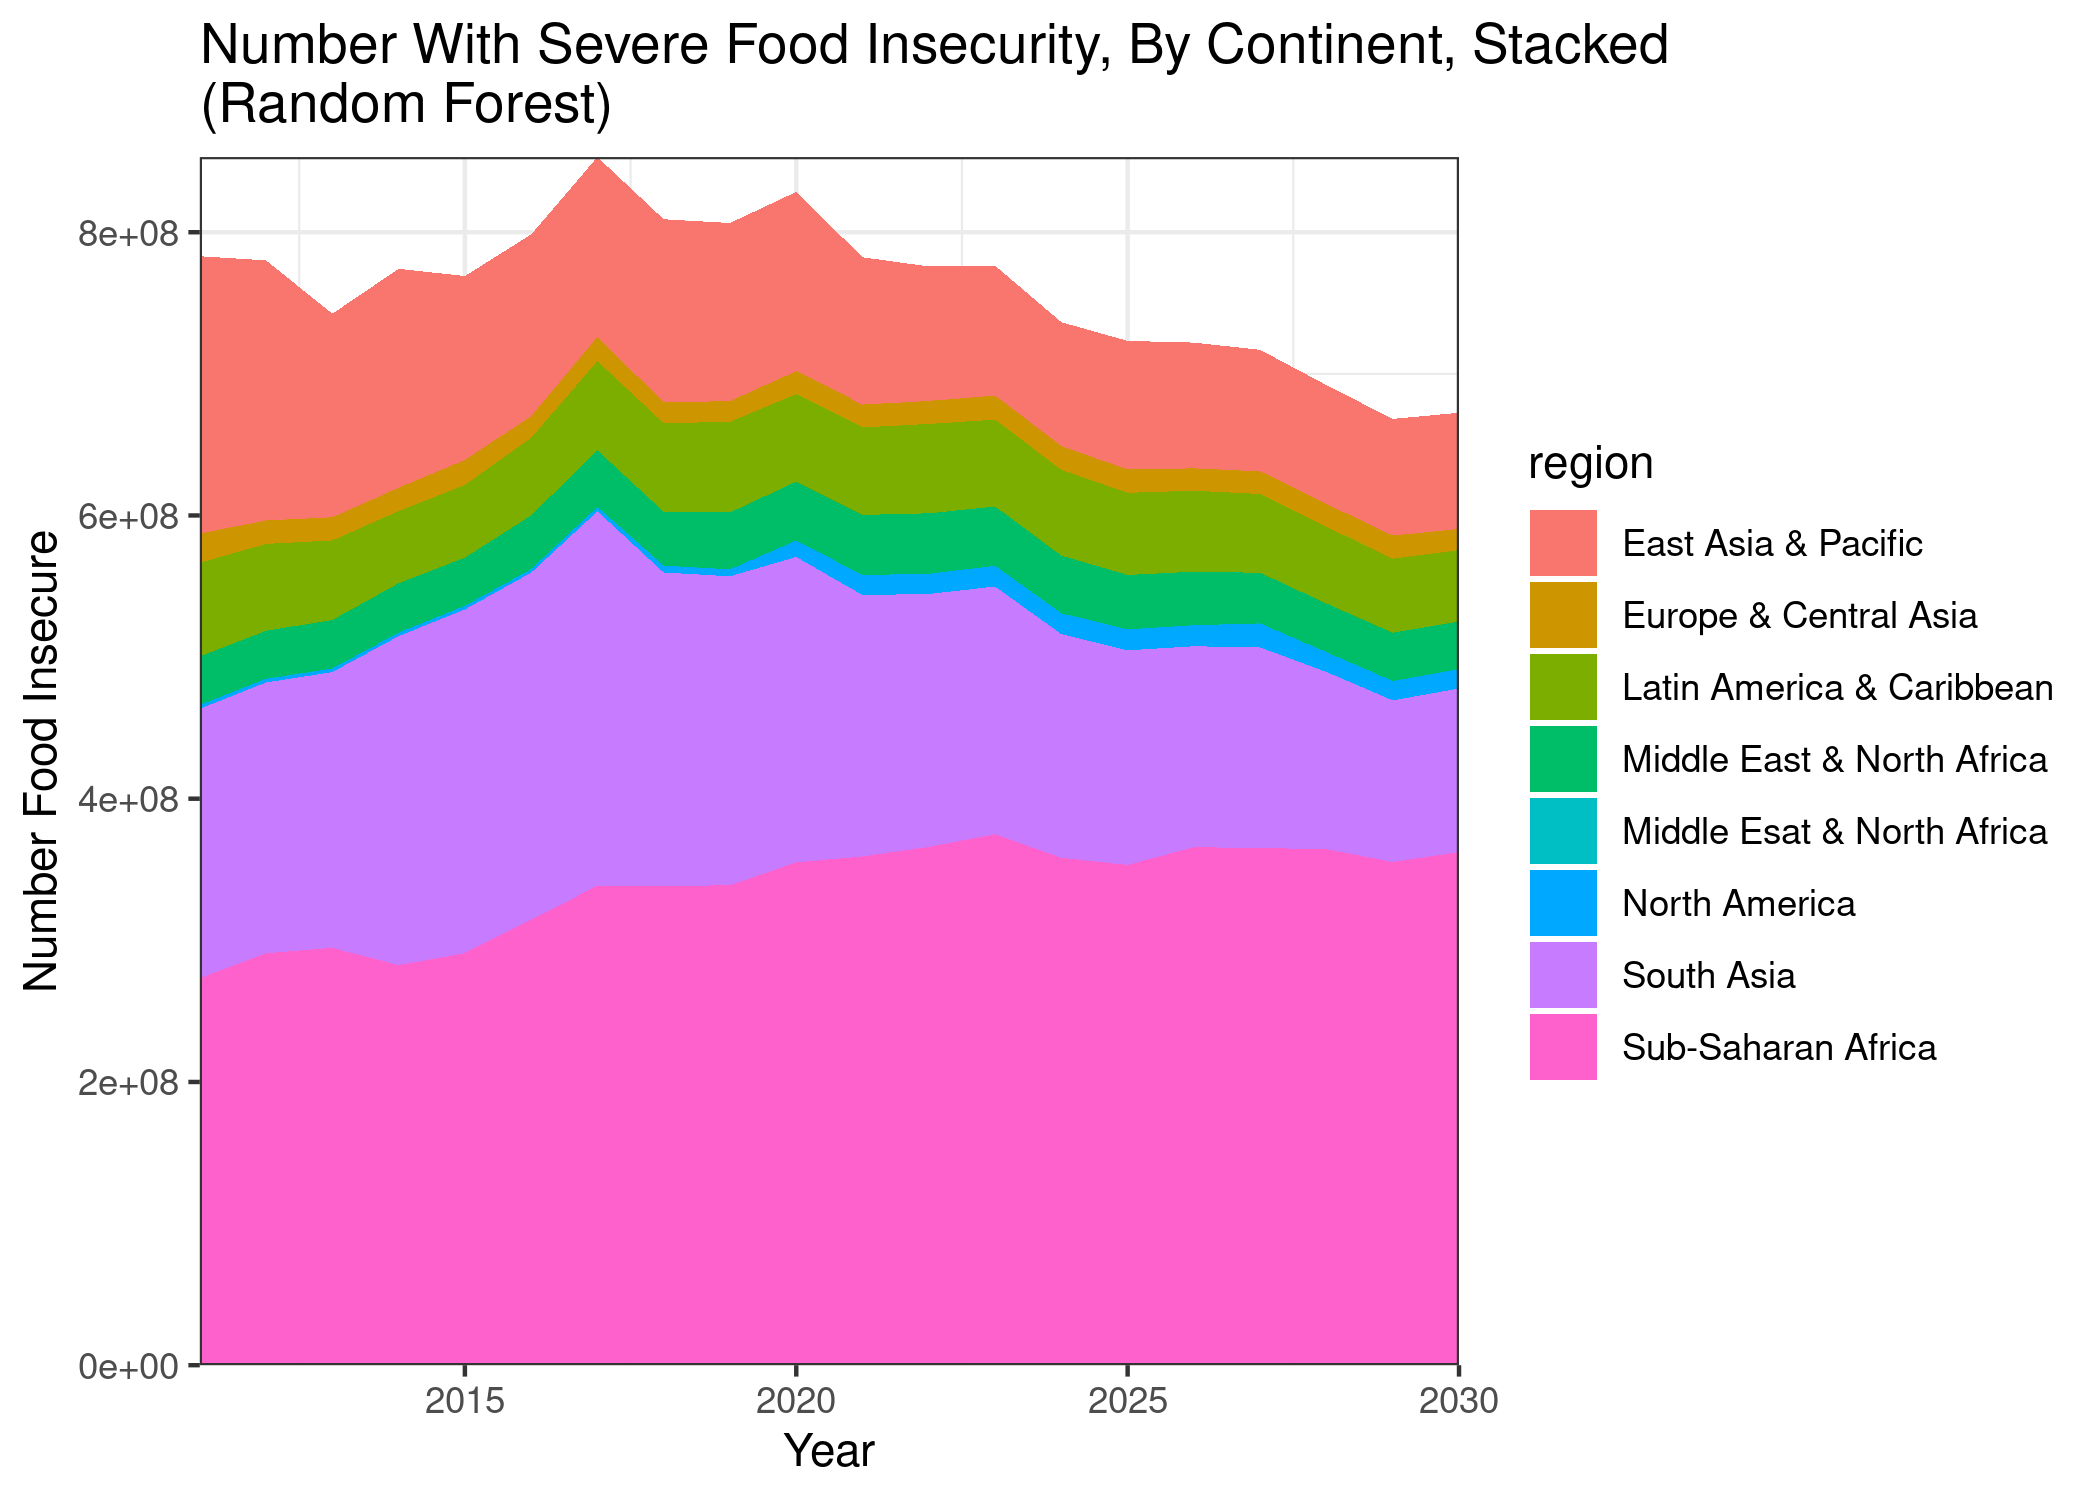 Number With Severe Food Insecurity, By Continent, Stacked
(Random Forest)
Number Food Insecure
8e+08
6e+08
4e+08
2e+08
0e+00
2015
2020
2025
2030
Year
region
East Asia & Pacific
Europe & Central Asia
Latin America & Caribbean
Middle East & North Africa
Middle Esat & North Africa
North America
South Asia
Sub-Saharan Africa